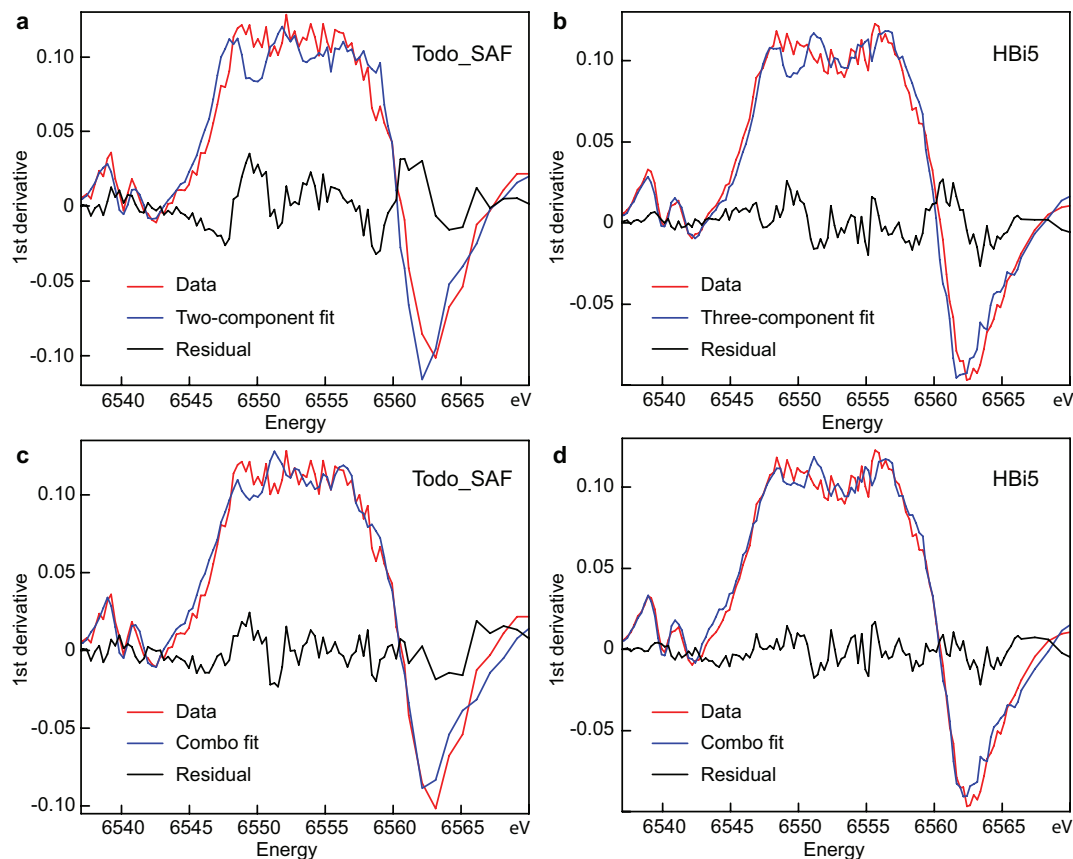 a
Todo_SAF
0.10
0.05
0
-0.05
-0.10
1st derivative
Data
Two-component fit
Residual
6540 6545 6550 6555 6560 6565 eV
Energy
b
HBi5
0.10
0.05
0
-0.05
1st derivative
Data
Three-component fit
Residual
6540 6545 6550 6555 6560 6565 eV
Energy
c
Todo_SAF
0.10
0.05
0
-0.05
-0.10
1st derivative
Data
Combo fit
Residual
6540 6545 6550 6555 6560 6565 eV
Energy
d
HBi5
0.10
0.05
0
-0.05
1st derivative
Data
Combo fit
Residual
6540 6545 6550 6555 6560 6565 eV
Energy